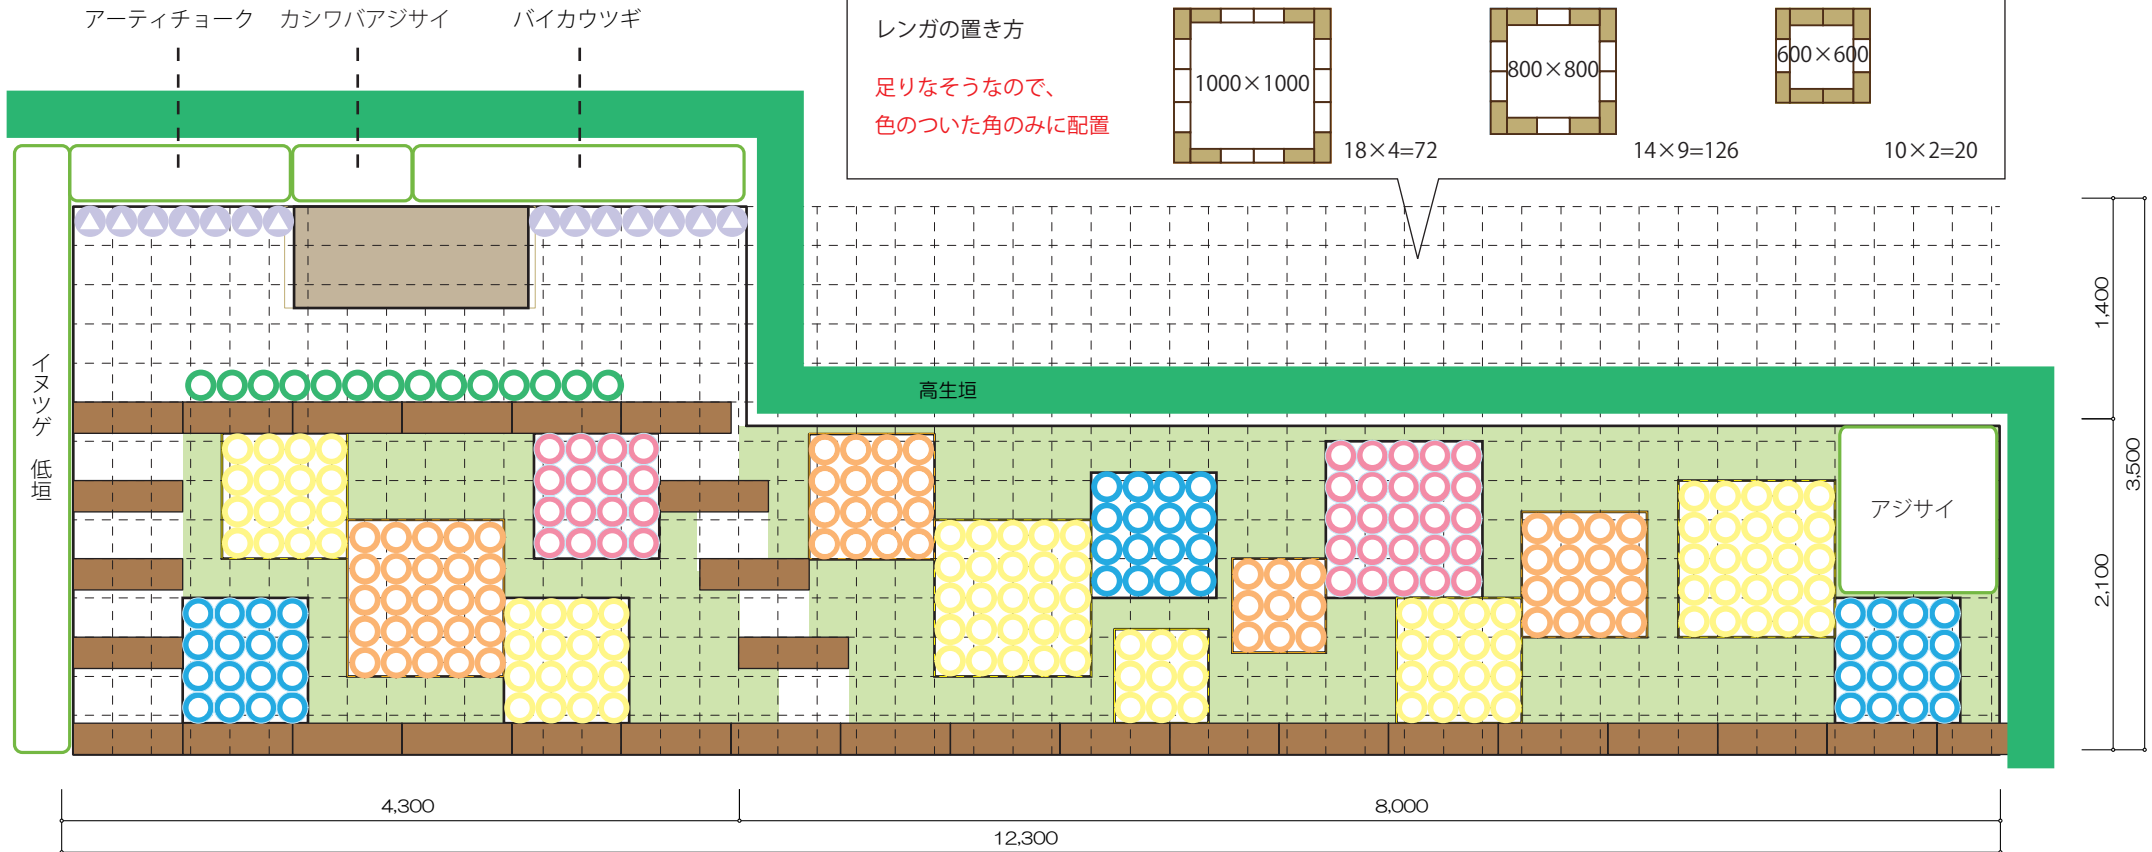 アーティチョーク
カシワバアジサイ
バイカウツギ
レンガの置き方
足りなそうなので、
色のついた角のみに配置
1000×1000
18×4=72
800×800
14×9=126
600×600
10×2=20
イヌツゲ 低垣
高生垣
アジサイ
1,400
2,100
3,500
4,300
8,000
12,300